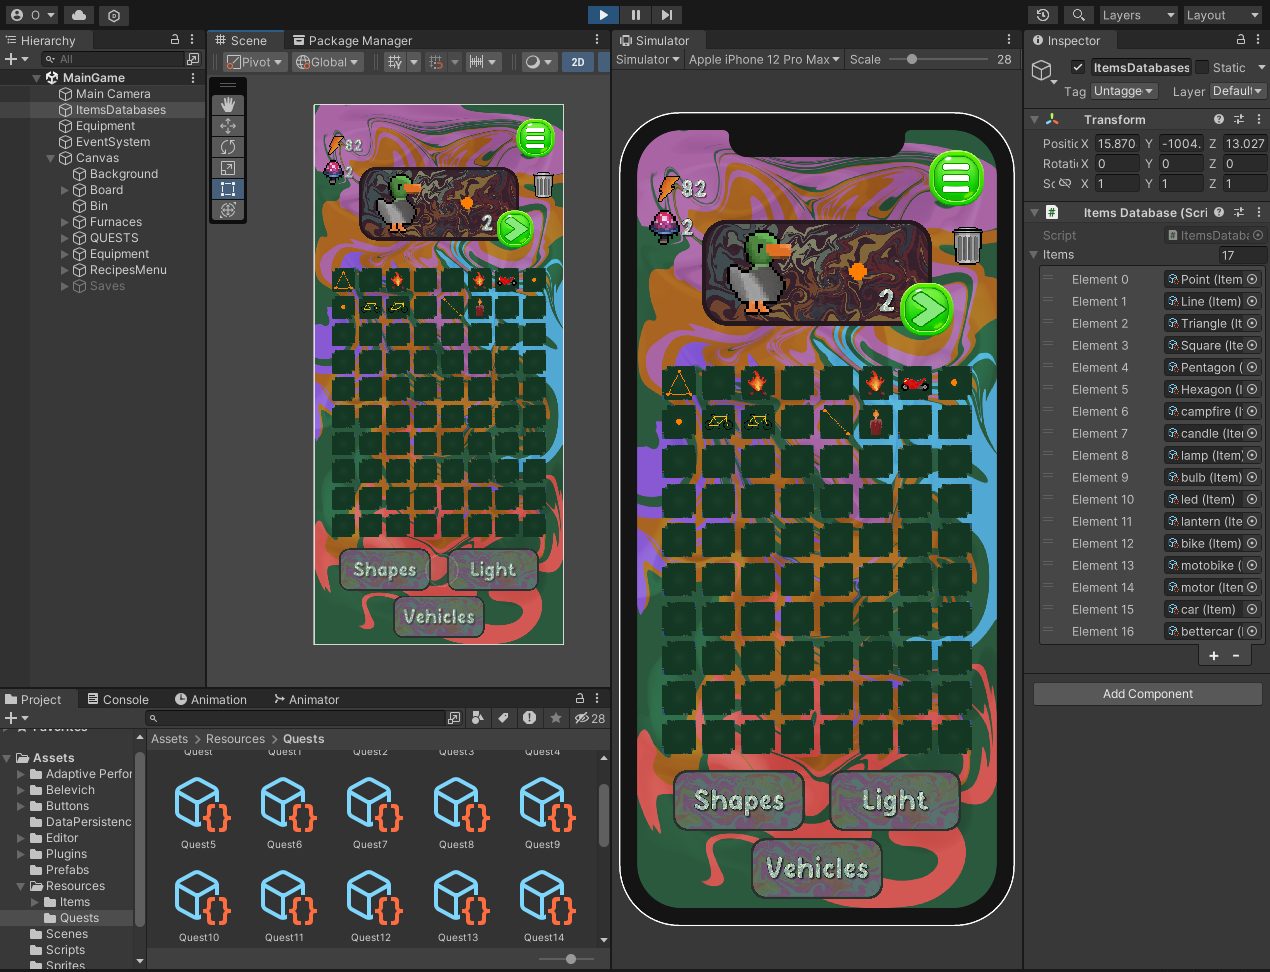 O
Layers
Layout
Hierarchy
All
MainGame
Main Camera
ItemsDatabases
Equipment
EventSystem
Canvas
Background
Board
Bin
Furnaces
QUESTS
Equipment
RecipesMenu
Saves
Scene
Package Manager
Pivot
Global
2D
82
2
2
Shapes
Light
Vehicles
Simulator
Simulator
Apple iPhone 12 Pro Max
Scale
28
82
2
2
Shapes
Light
Vehicles
Inspector
ItemsDatabases
Static
Tag
Untagge
Layer
Defaul
Transform
Positic X 15.870 Y -1004. Z 13.027
Rotati X 0 Y 0 Z 0
Sc X 1 Y 1 Z 1
Items Database (Scri
Script
ItemsDataba
Items
17
Element 0 Point (Item
Element 1 Line (Item)
Element 2 Triangle (It
Element 3 Square (Ite
Element 4 Pentagon (
Element 5 Hexagon (I
Element 6 campfire (I
Element 7 candle (Iter
Element 8 lamp (Item)
Element 9 bulb (Item)
Element 10 led (Item)
Element 11 lantern (Ite
Element 12 bike (Item)
Element 13 motobike (
Element 14 motor (Iten
Element 15 car (Item)
Element 16 bettercar (
+ -
Add Component
Project
Console
Animation
Animator
28
Favorites
Assets
Adaptive Perfor
Belevich
Buttons
DataPersistenc
Editor
Plugins
Prefabs
Resources
Items
Quests
Scenes
Scripts
Sprites
Assets > Resources > Quests
Quest Quest1 Quest2 Quest3 Quest4
Quest5 Quest6 Quest7 Quest8 Quest9
Quest10 Quest11 Quest12 Quest13 Quest14